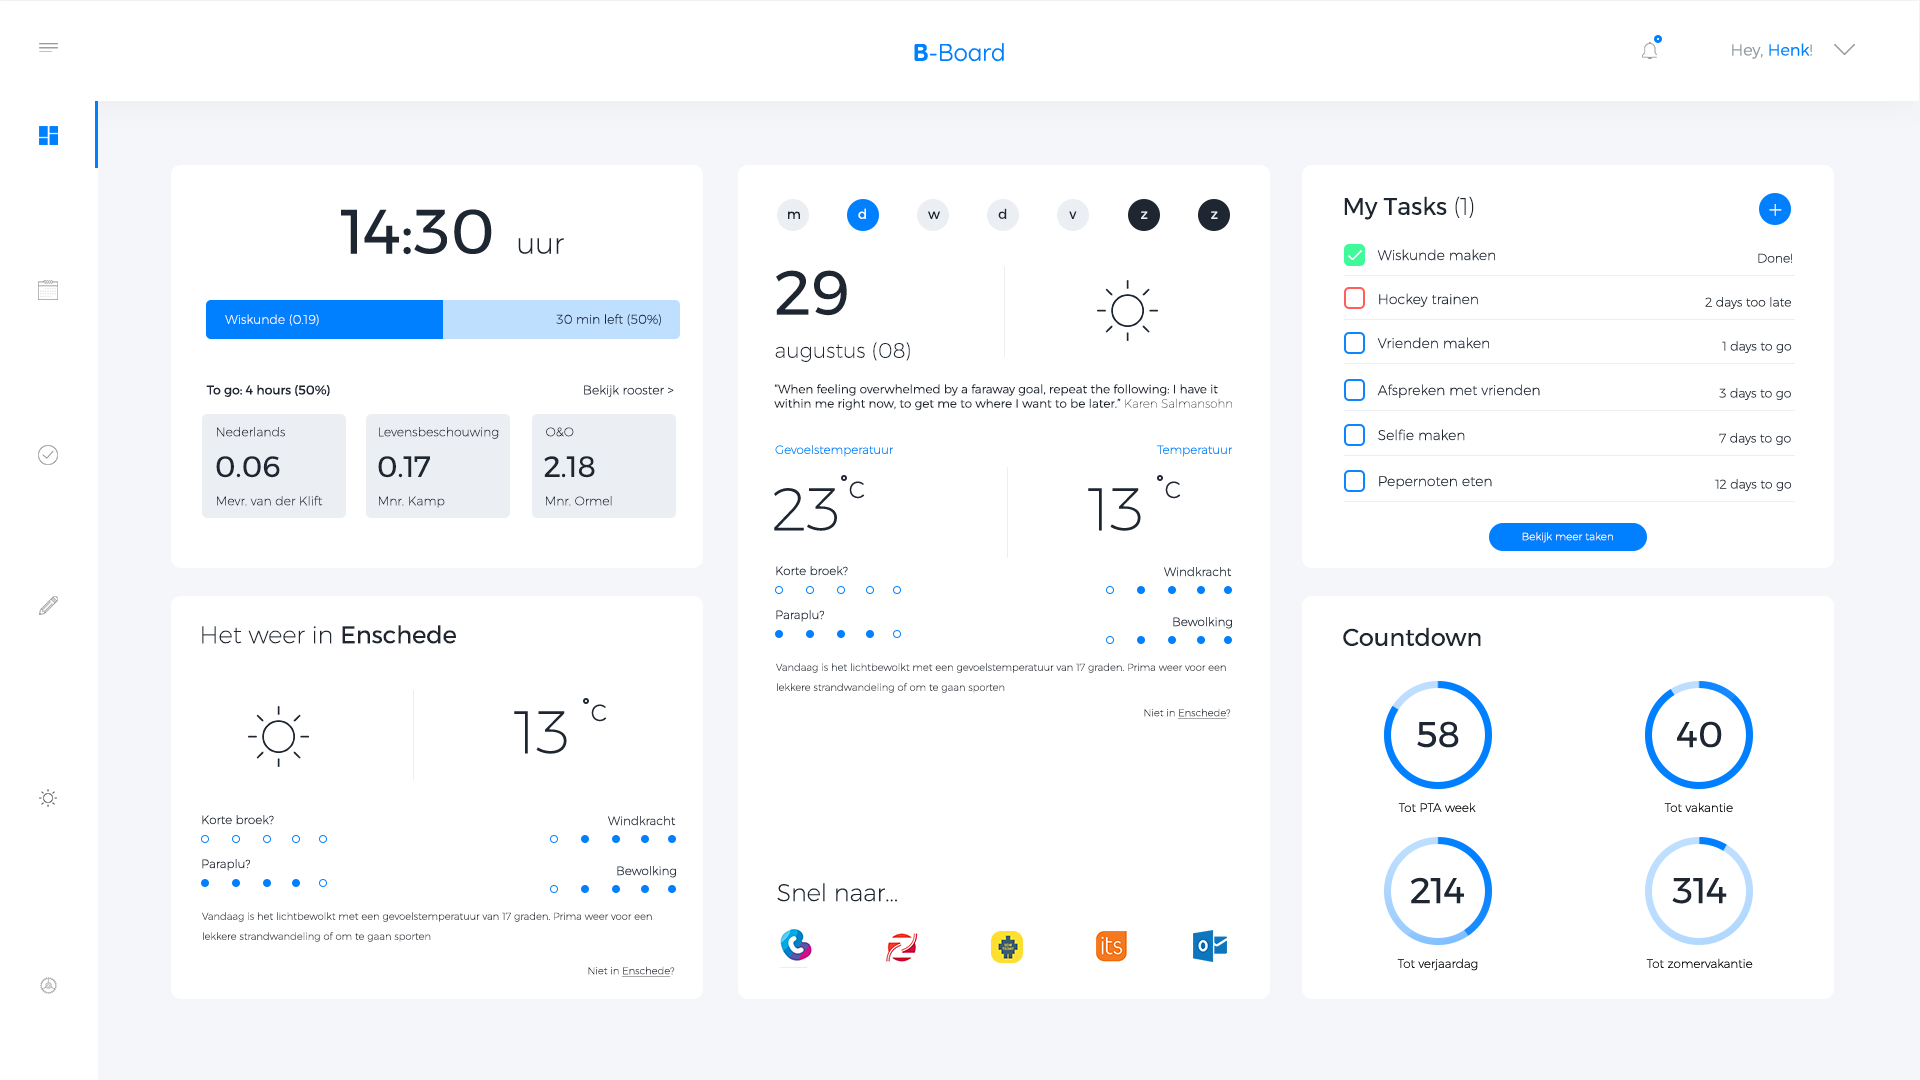 B-Board
Hey, Henk!
14:30 uur
Wiskunde (0.19)
30 min left (50%)
To go: 4 hours (50%)
Bekijk rooster >
Nederlands
0.06
Mevr. van der Klift
Levensbeschouwing
0.17
Mnr. Kamp
O&O
2.18
Mnr. Ormel
Het weer in Enschede
13 °C
Korte broek?
Windkracht
Paraplu?
Bewolking
Vandaag is het lichtbewolkt met een gevoelstemperatuur van 17 graden. Prima weer voor een
lekkere strandwandeling of om te gaan sporten
Niet in Enschede?
m d w d v z z
29
augustus (08)
"When feeling overwhelmed by a faraway goal, repeat the following: I have it
within me right now, to get me to where I want to be later." Karen Salmansohn
Gevoelstemperatuur
Temperatuur
23 °C
13 °C
Korte broek?
Windkracht
Paraplu?
Bewolking
Vandaag is het lichtbewolkt met een gevoelstemperatuur van 17 graden. Prima weer voor een
lekkere strandwandeling of om te gaan sporten
Niet in Enschede?
Snel naar...
its
o
My Tasks (1)
+
Wiskunde maken
Done!
Hockey trainen
2 days too late
Vrienden maken
1 days to go
Afspreken met vrienden
3 days to go
Selfie maken
7 days to go
Pepernoten eten
12 days to go
Bekijk meer taken
Countdown
58
Tot PTA week
40
Tot vakantie
214
Tot verjaardag
314
Tot zomervakantie